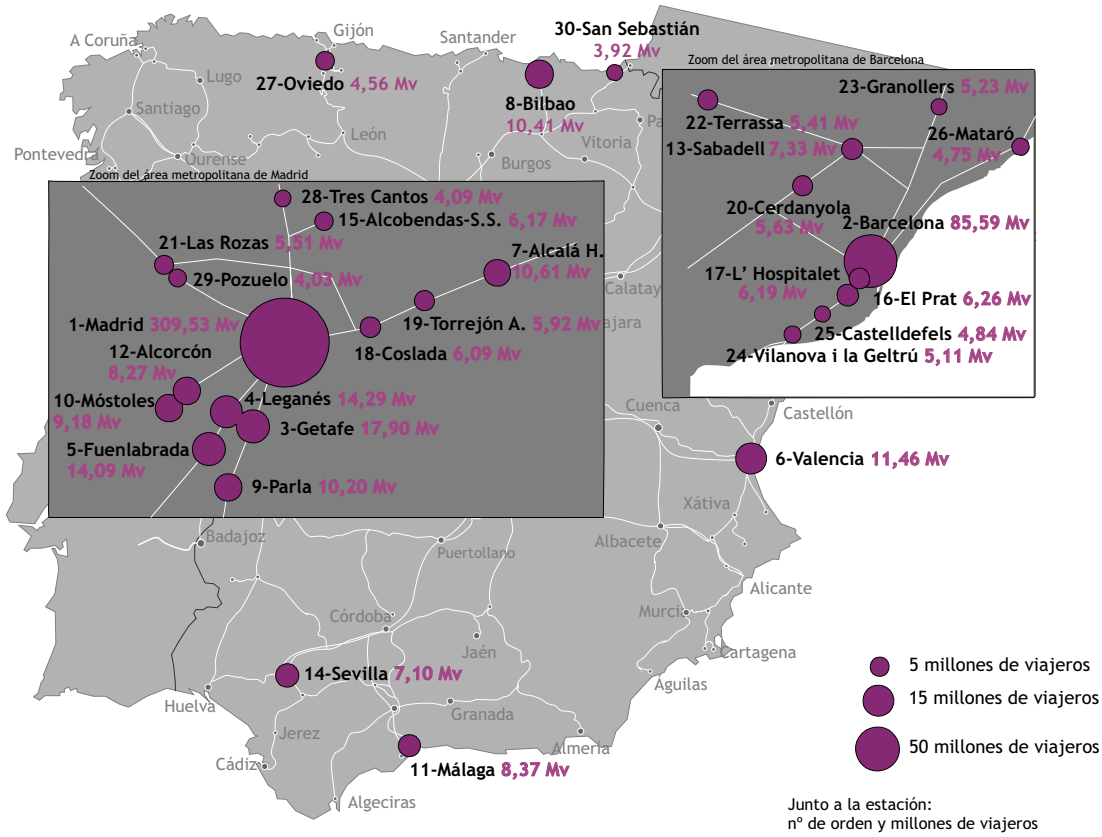 30-San Sebastián
3,92 Mv
Gijón
A Coruña
Santander
27-Oviedo 4,56 Mv
Lugo
8-Bilbao
10,41 Mv
Santiago
León
Vitoria
Pa
Pontevedra
Ourense
Burgos
Zoom del área metropolitana de Barcelona
23-Granollers 5,23 Mv
22-Terrassa 5,41 Mv
26-Mataró
4,75 Mv
13-Sabadell 7,33 Mv
20-Cerdanyola
5,63 Mv
2-Barcelona 85,59 Mv
17-L' Hospitalet
6,19 Mv
16-El Prat 6,26 Mv
25-Castelldefels 4,84 Mv
24-Vilanova i la Geltrú 5,11 Mv
Zoom del área metropolitana de Madrid
28-Tres Cantos 4,09 Mv
15-Alcobendas-S.S. 6,17 Mv
21-Las Rozas 5,51 Mv
7-Alcalá H.
10,61 Mv
29-Pozuelo 4,03 Mv
1-Madrid 309,53 Mv
19-Torrejón A. 5,92 Mv
18-Coslada 6,09 Mv
12-Alcorcón
8,27 Mv
10-Móstoles
9,18 Mv
4-Leganés 14,29 Mv
3-Getafe 17,90 Mv
5-Fuenlabrada
14,09 Mv
9-Parla 10,20 Mv
Calatay
ajara
Cuenca
Castellón
6-Valencia 11,46 Mv
Xátiva
Badajoz
Puertollano
Albacete
Alicante
Córdoba
Murcia
Jaén
Cartagena
14-Sevilla 7,10 Mv
Aguilas
Huelva
Granada
Jerez
Almería
Cádiz
11-Málaga 8,37 Mv
Algeciras
5 millones de viajeros
15 millones de viajeros
50 millones de viajeros
Junto a la estación:
nº de orden y millones de viajeros